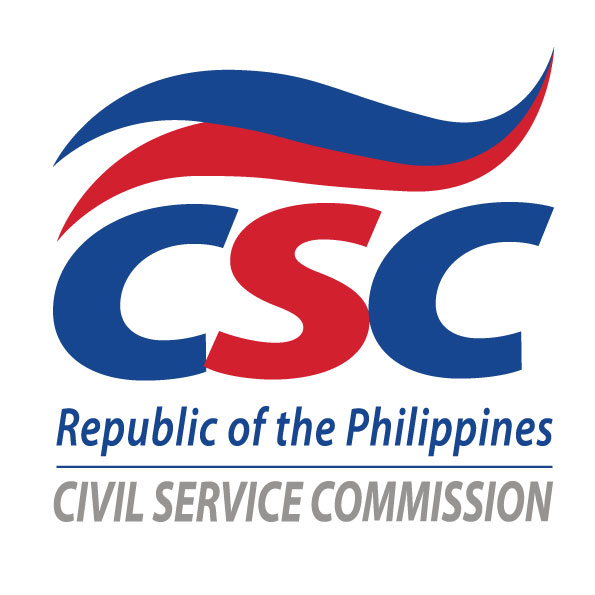 CSC
Republic of the Philippines
CIVIL SERVICE COMMISSION